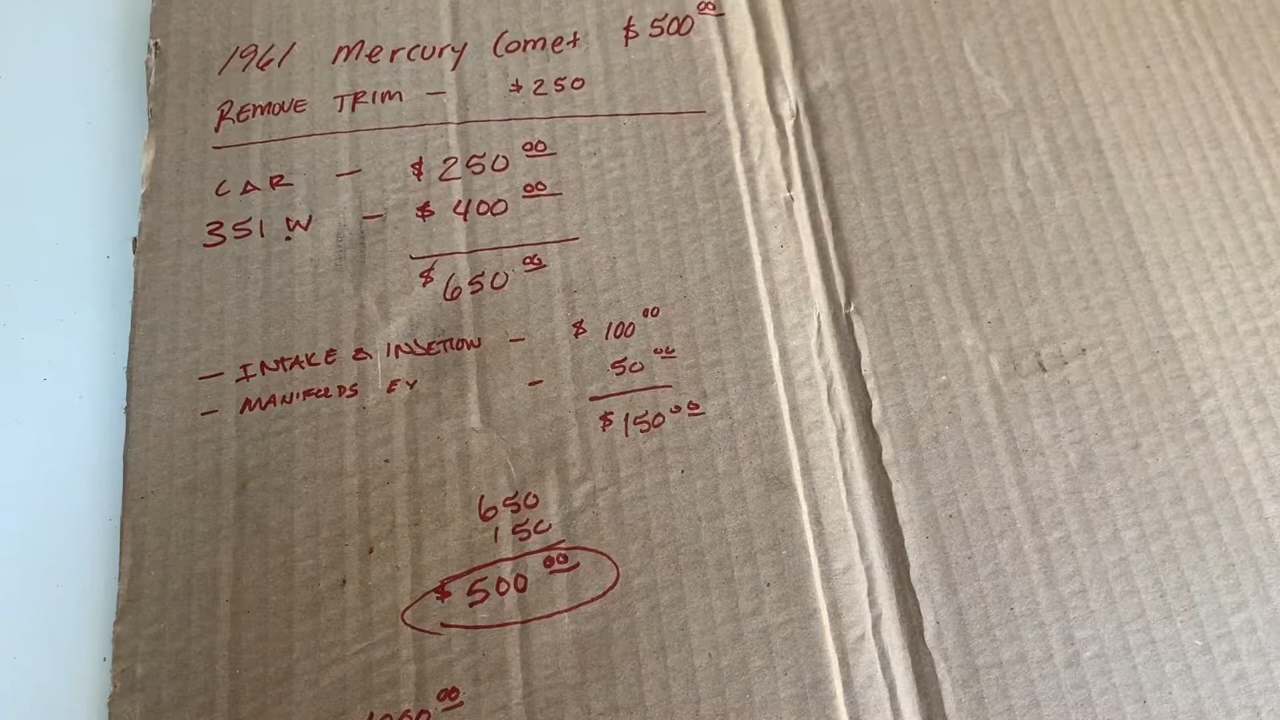 1961 Mercury Comet $500 00
REMOVE TRIM - $250
CAR - $250 00
351 W - $400 00
$650 00
- INTAKE & INJETION - $100 00
- MANIFOLDS EX - 50 00
$150 00
650
150
$500 00